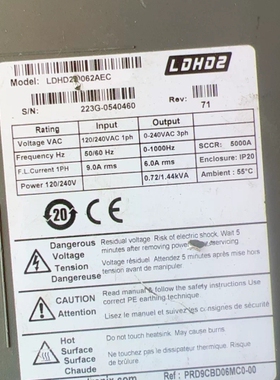 LDHD2
Model: LDHD2 062AEC
S/N: 223G-0540460 Rev: 71
Rating Input Output
Voltage VAC 120/240VAC 1ph 0-240VAC 3ph
Frequency Hz 50/60 Hz 0-1000Hz SCCR: 5000A
F.L.Current 1PH 9.0A rms 6.0A rms Enclosure: IP20
Power 120/240V 0.72/1.44kVA Ambient : 55°C
20 CE
Dangerous Voltage Tension Dangereuse
Residual voltage. Risk of electric shock. Wait 5
minutes after removing power servicing.
Voltage résiduel. Attendez 5 minutes après mise hors
tension avant de manipuler.
CAUTION Attention
Read manual & follow the safety instructions. Use
correct PE earthing technique.
Lisez le manuel et suivez les consignes de sécurité.
Hot Surface Surface Chaude
Do not touch heatsink. May cause burns.
Ne touchez pas le dissipateur thermique. Risque de
brulure.
Ref : PRD9CBD06MC0-00